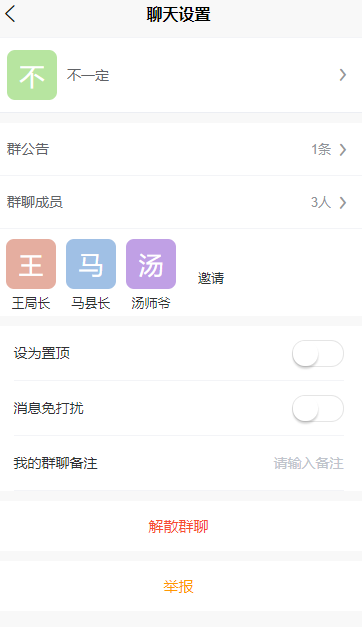 聊天设置
不 不一定
群公告 1条
群聊成员 3人
王 马 汤
王局长 马县长 汤师爷 邀请
设为置顶
消息免打扰
我的群聊备注 请输入备注
解散群聊
举报